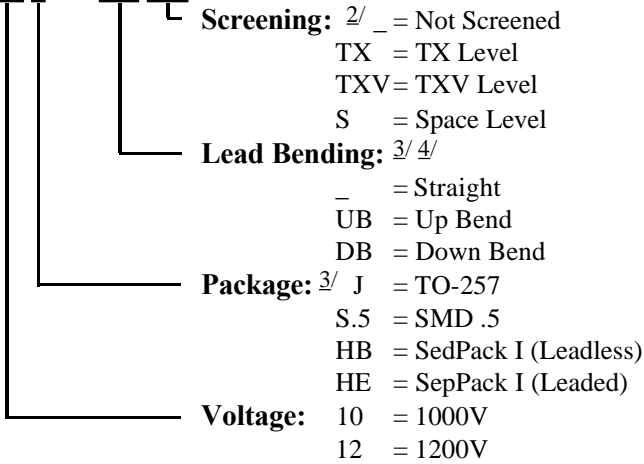 Screening: 2/ _ = Not Screened
TX = TX Level
TXV = TXV Level
S = Space Level
Lead Bending: 3/ 4/
_ = Straight
UB = Up Bend
DB = Down Bend
Package: 3/ J = TO-257
S.5 = SMD .5
HB = SedPack I (Leadless)
HE = SepPack I (Leaded)
Voltage: 10 = 1000V
12 = 1200V